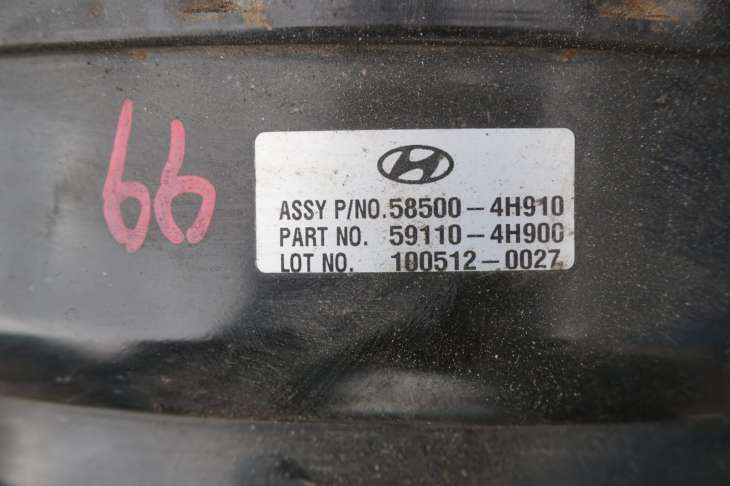 66
ASSY P/NO.58500-4H910
PART NO. 59110-4H900
LOT NO. 100512-0027